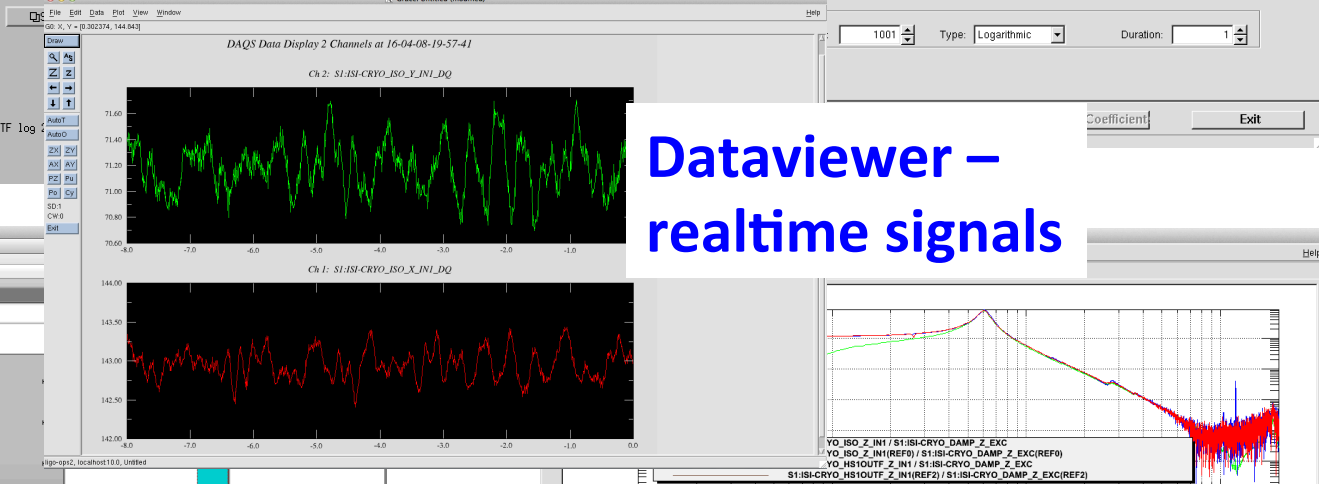 File Edit Data Plot View Window Help
G0: X, Y = [0.302374, 144.843]
Draw
Z z
AutoT
AutoO
ZX ZY
AX AY
PZ Pu
Po Cy
SD:1
CW:0
Exit
DAQS Data Display 2 Channels at 16-04-08-19-57-41
Ch 2: S1:ISI-CRYO_ISO_Y_IN1_DQ
71.60
71.40
71.20
71.00
70.80
70.60
-8.0 -7.0 -6.0 -5.0 -4.0 -3.0 -2.0 -1.0
Ch 1: S1:ISI-CRYO_ISO_X_IN1_DQ
144.00
143.50
143.00
142.50
142.00
-8.0 -7.0 -6.0 -5.0 -4.0 -3.0 -2.0 -1.0 0.0
ligo-ops2, localhost:10.0, Untitled
TF log
1001 Type: Logarithmic Duration: 1
Coefficient Exit
Dataviewer –
realtime signals
Help
YO_ISO_Z_IN1 / S1:ISI-CRYO_DAMP_Z_EXC
YO_ISO_Z_IN1(REF0) / S1:ISI-CRYO_DAMP_Z_EXC(REF0)
YO_HS1OUTF_Z_IN1 / S1:ISI-CRYO_DAMP_Z_EXC
S1:ISI-CRYO_HS1OUTF_Z_IN1(REF2) / S1:ISI-CRYO_DAMP_Z_EXC(REF2)